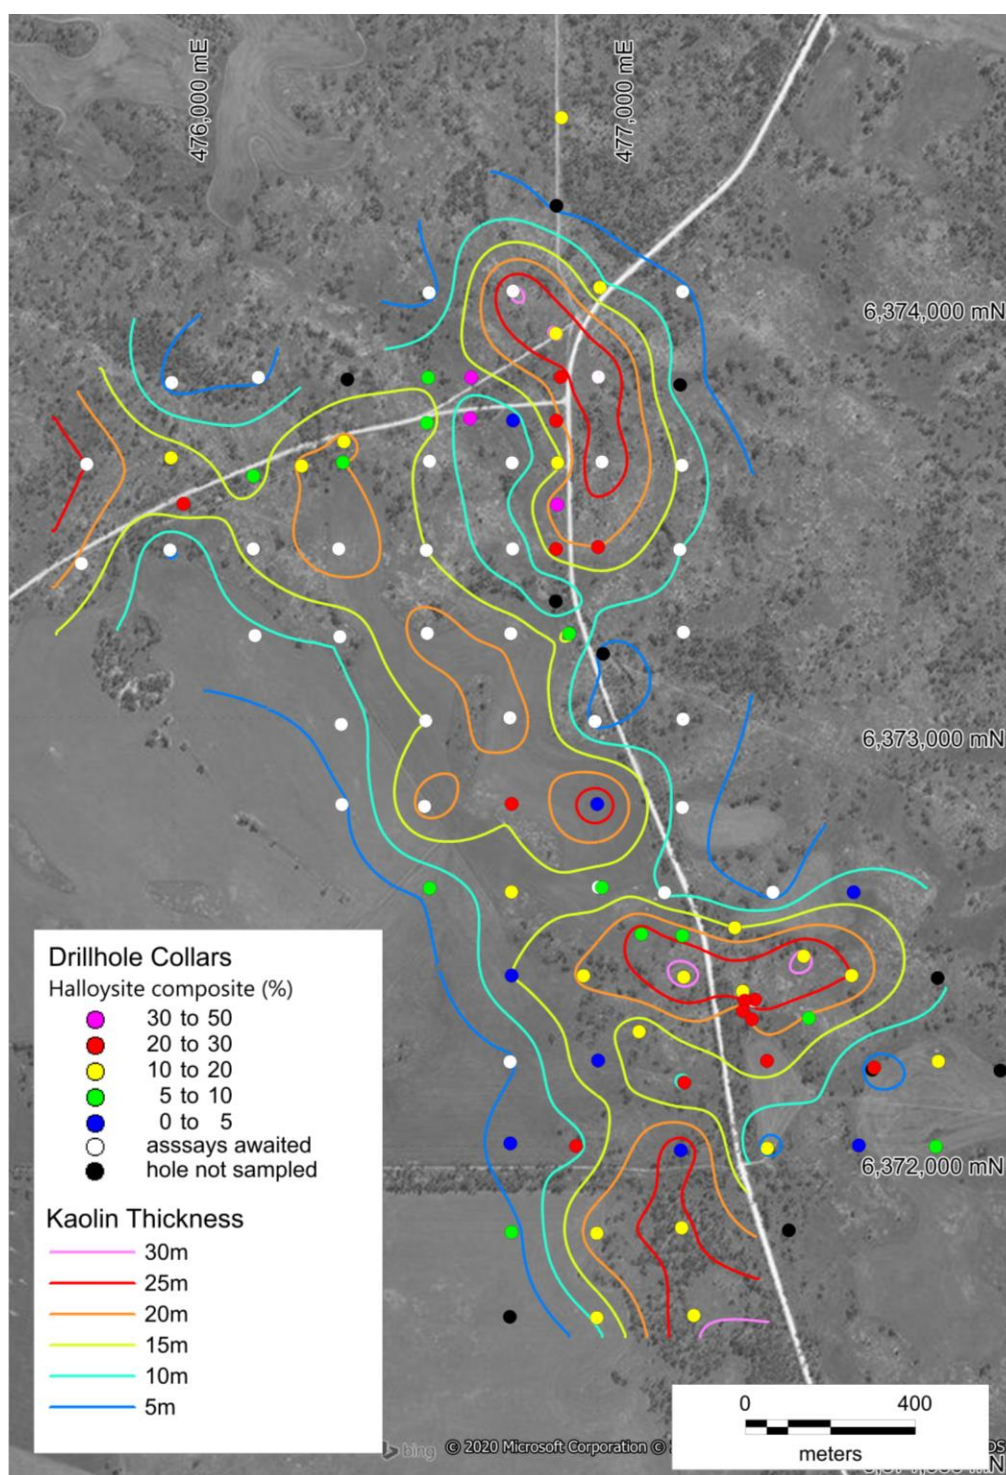 476,000 mE
477,000 mE
6,374,000 mN
6,373,000 mN
6,372,000 mN
Drillhole Collars
Halloysite composite (%)
30 to 50
20 to 30
10 to 20
5 to 10
0 to 5
asssays awaited
hole not sampled
Kaolin Thickness
30m
25m
20m
15m
10m
5m
0 400
meters
bing © 2020 Microsoft Corporation ©